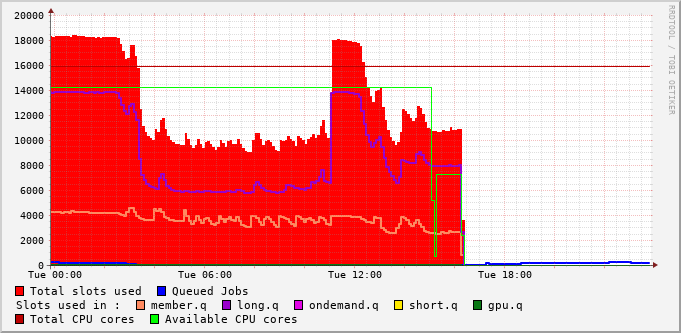 20000
18000
16000
14000
12000
10000
8000
6000
4000
2000
0
Tue 00:00 Tue 06:00 Tue 12:00 Tue 18:00
RRDTOOL / TOBI OETIKER
Total slots used Queued Jobs
Slots used in : member.q long.q ondemand.q short.q gpu.q
Total CPU cores Available CPU cores